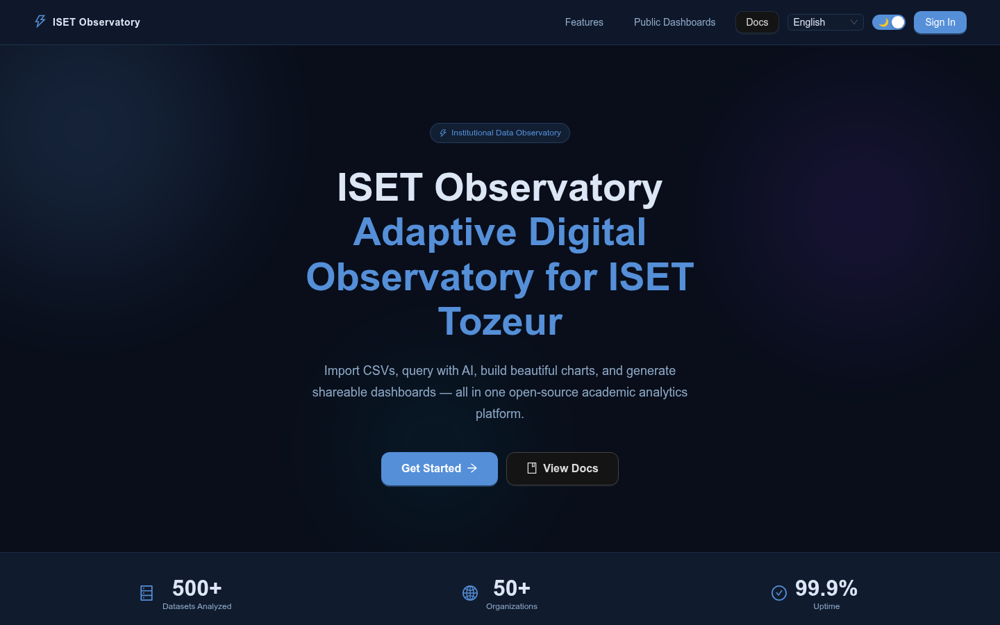 ISET Observatory
Features
Public Dashboards
Docs
English
Sign In
Institutional Data Observatory
ISET Observatory
Adaptive Digital
Observatory for ISET
Tozeur
Import CSVs, query with AI, build beautiful charts, and generate
shareable dashboards — all in one open-source academic analytics
platform.
Get Started
View Docs
500+
Datasets Analyzed
50+
Organizations
99.9%
Uptime